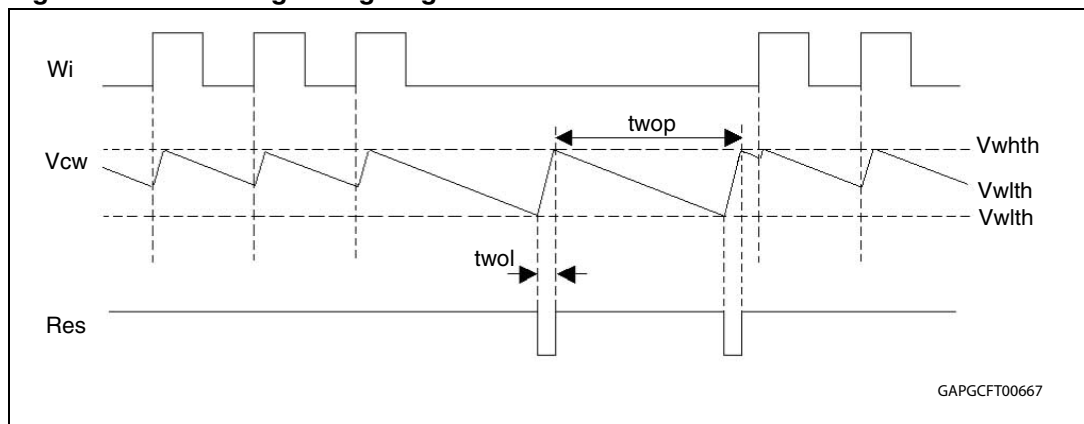 Wi
twop
Vcw
Vwhth
Vwlth
Vwlth
twol
Res
GAPGCFT00667